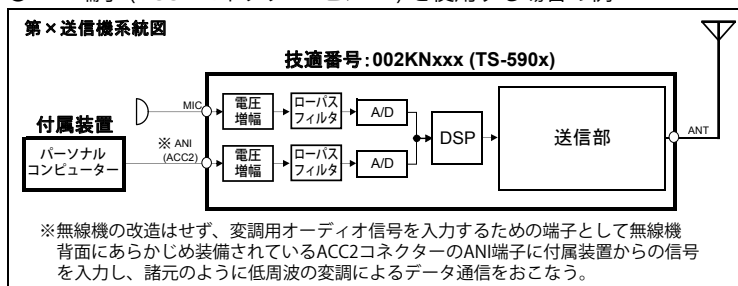 第×送信機系統図
技適番号:002KNxxx (TS-590x)
MIC
電圧
増幅
ローパス
フィルタ
A/D
付属装置
パーソナル
コンピューター
※ ANI
(ACC2)
電圧
増幅
ローパス
フィルタ
A/D
DSP
送信部
ANT
※無線機の改造はせず、変調用オーディオ信号を入力するための端子として無線機
背面にあらかじめ装備されているACC2コネクターのANI端子に付属装置からの信号
を入力し、諸元のように低周波の変調によるデータ通信をおこなう。